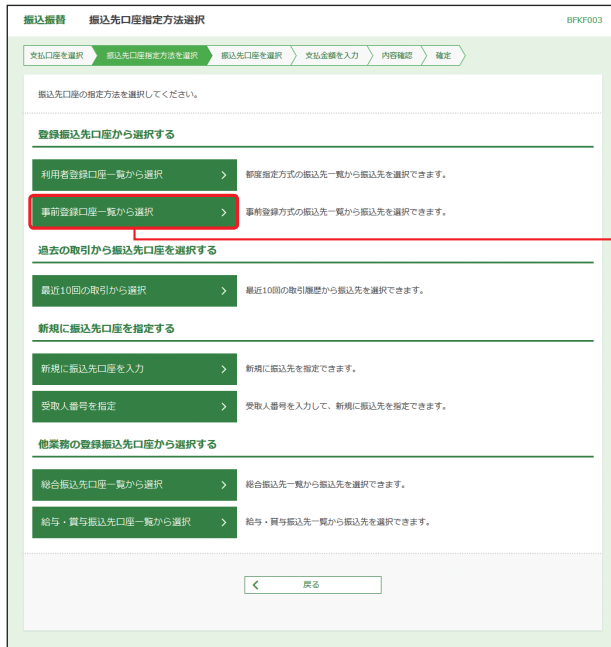 振込振替　振込先口座指定方法選択　BFKF003
支払口座を選択　振込先口座指定方法を選択　振込先口座を選択　支払金額を入力　内容確認　確定
振込先口座の指定方法を選択してください。
登録振込先口座から選択する
利用者登録口座一覧から選択　都度指定方式の振込先一覧から振込先を選択できます。
事前登録口座一覧から選択　事前登録方式の振込先一覧から振込先を選択できます。
過去の取引から振込先口座を選択する
最近10回の取引から選択　最近10回の取引履歴から振込先を選択できます。
新規に振込先口座を指定する
新規に振込先口座を入力　新規に振込先を指定できます。
受取人番号を指定　受取人番号を入力して、新規に振込先を指定できます。
他業務の登録振込先口座から選択する
総合振込先口座一覧から選択　総合振込先一覧から振込先を選択できます。
給与・賞与振込先口座一覧から選択　給与・賞与振込先一覧から振込先を選択できます。
戻る